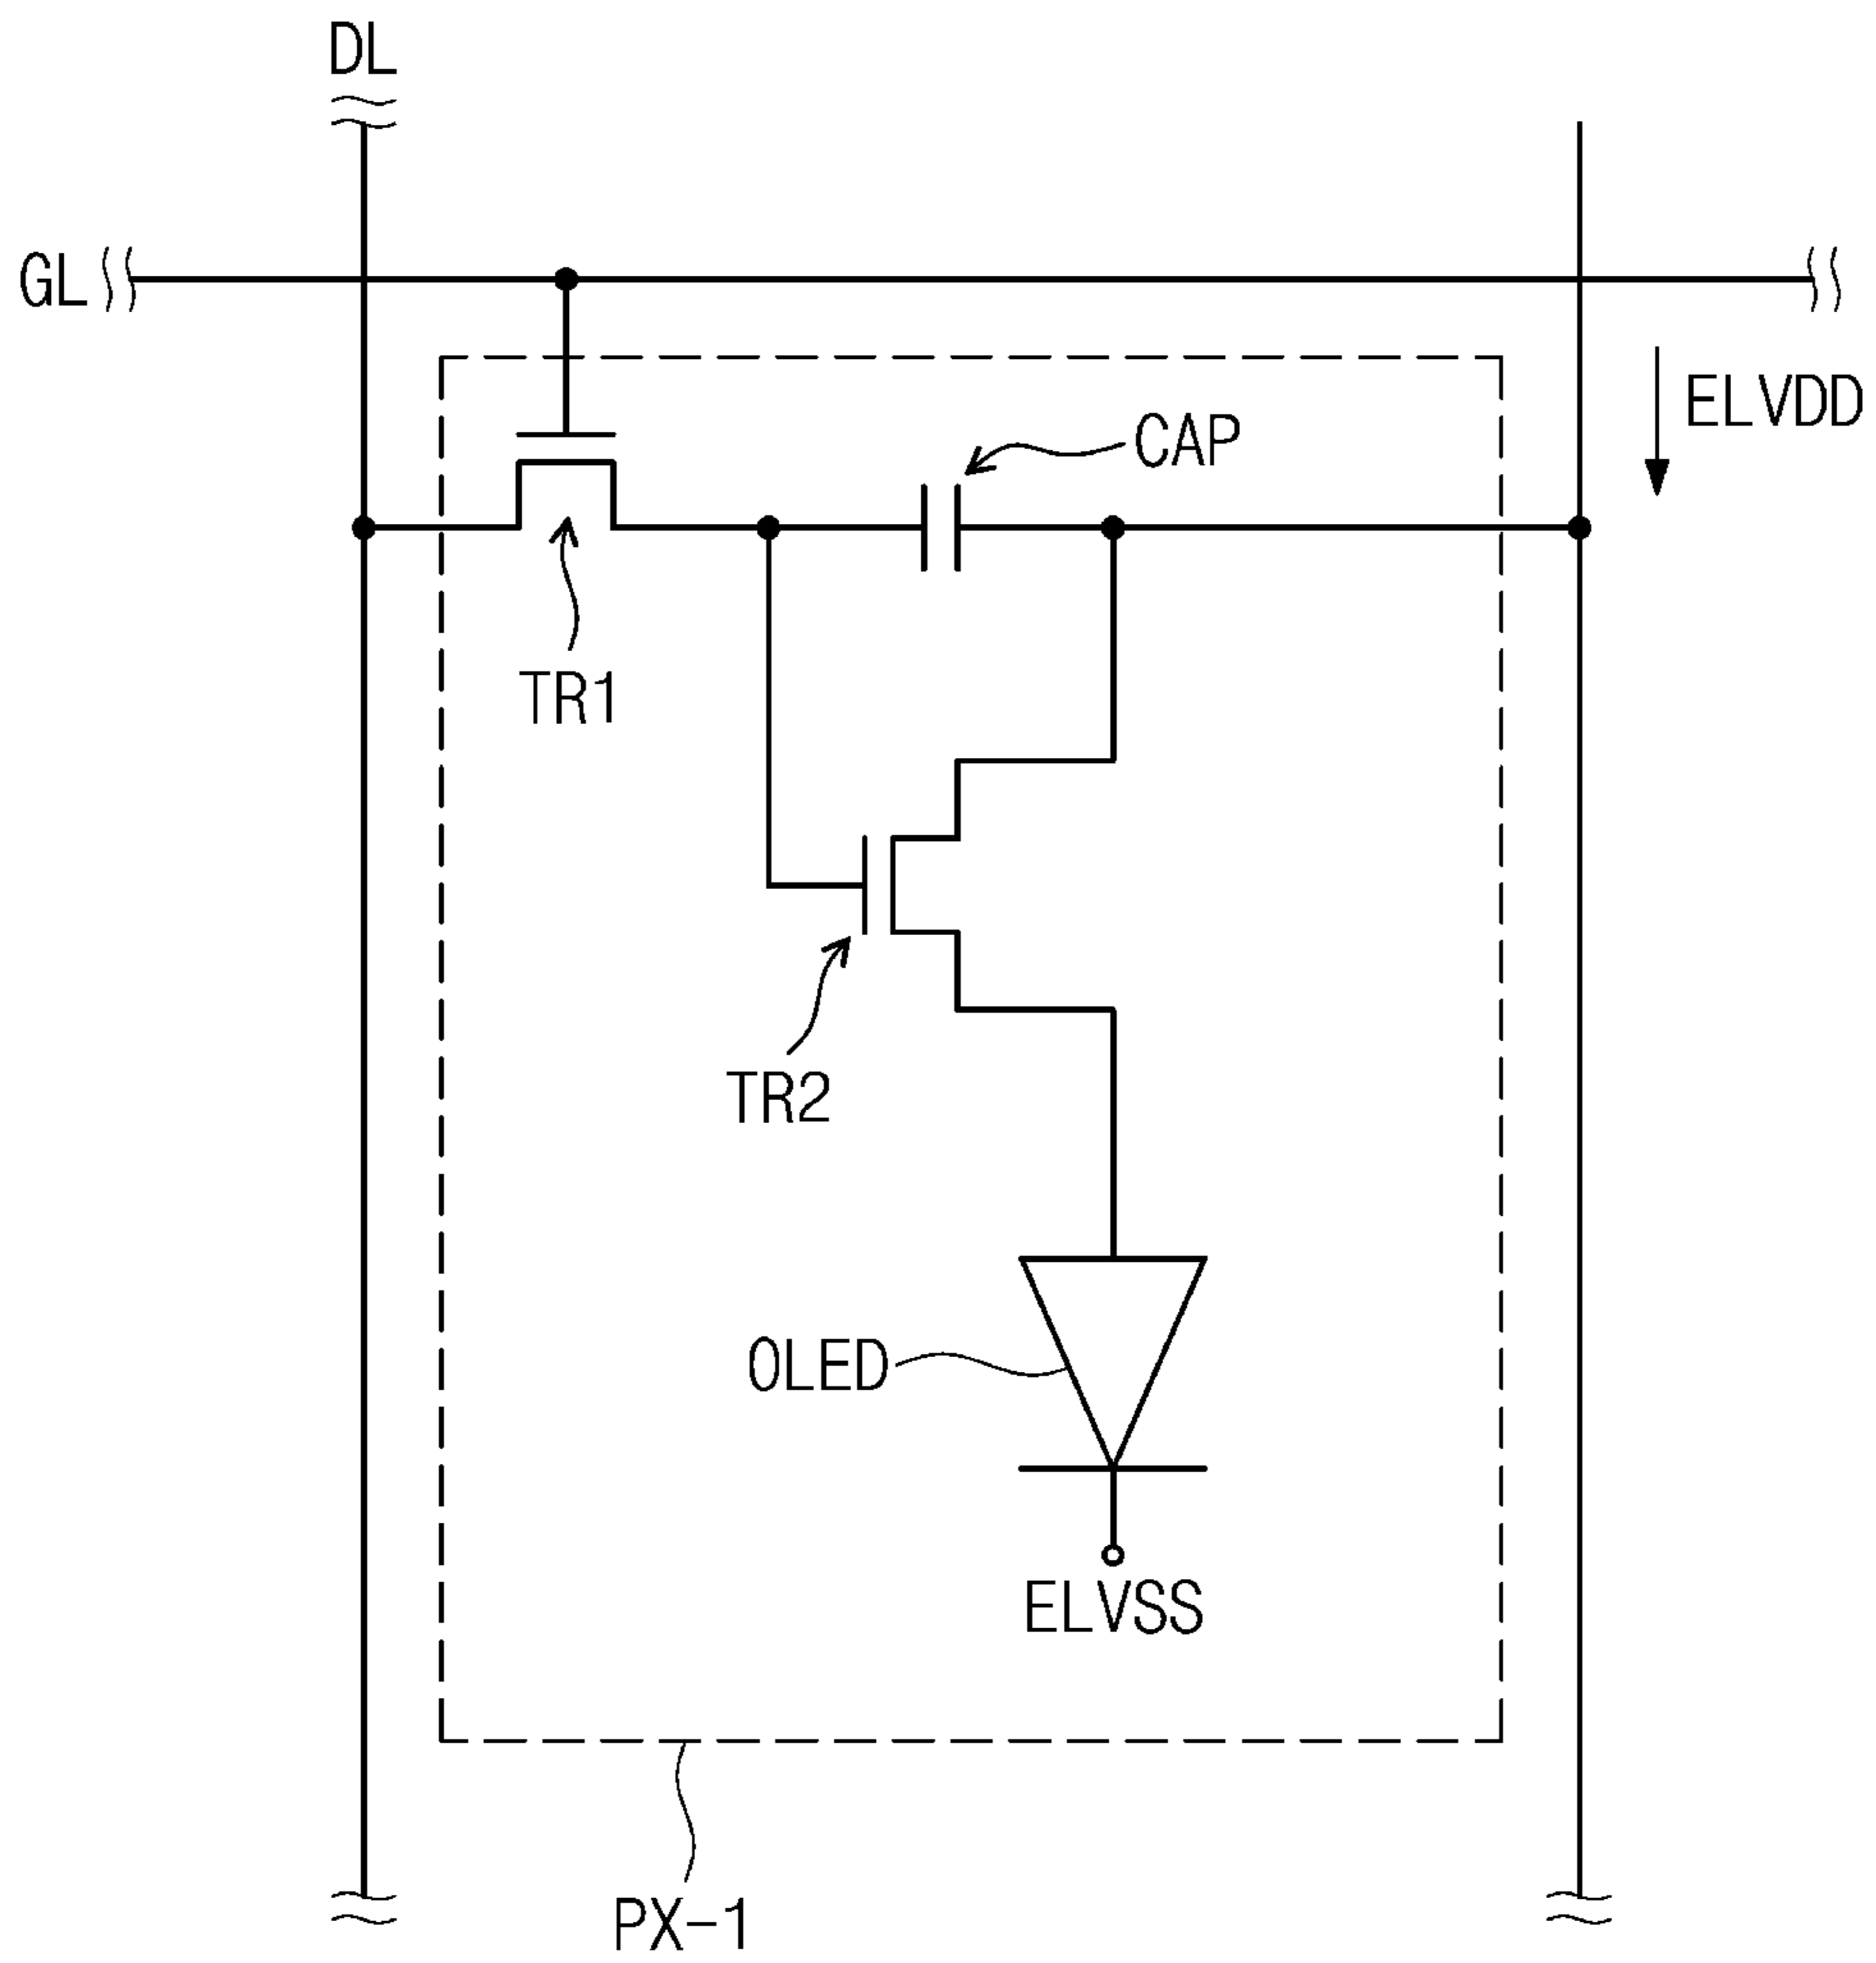 DL
GL
ELVDD
CAP
TR1
TR2
OLED
ELVSS
PX-1